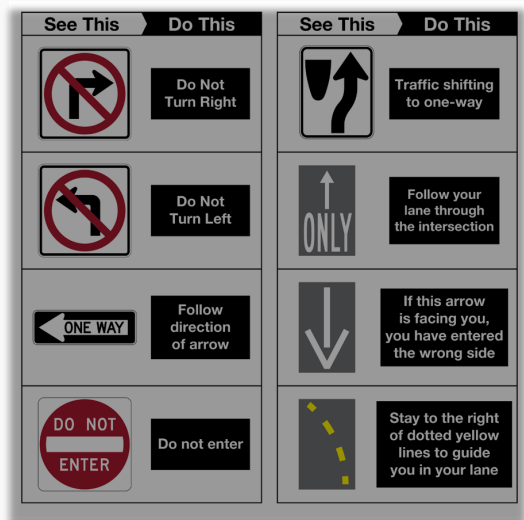 See This
Do This
Do Not
Turn Right
Do Not
Turn Left
ONE WAY
Follow
direction
of arrow
DO NOT
ENTER
Do not enter
See This
Do This
Traffic shifting
to one-way
ONLY
Follow your
lane through
the intersection
If this arrow
is facing you,
you have entered
the wrong side
Stay to the right
of dotted yellow
lines to guide
you in your lane